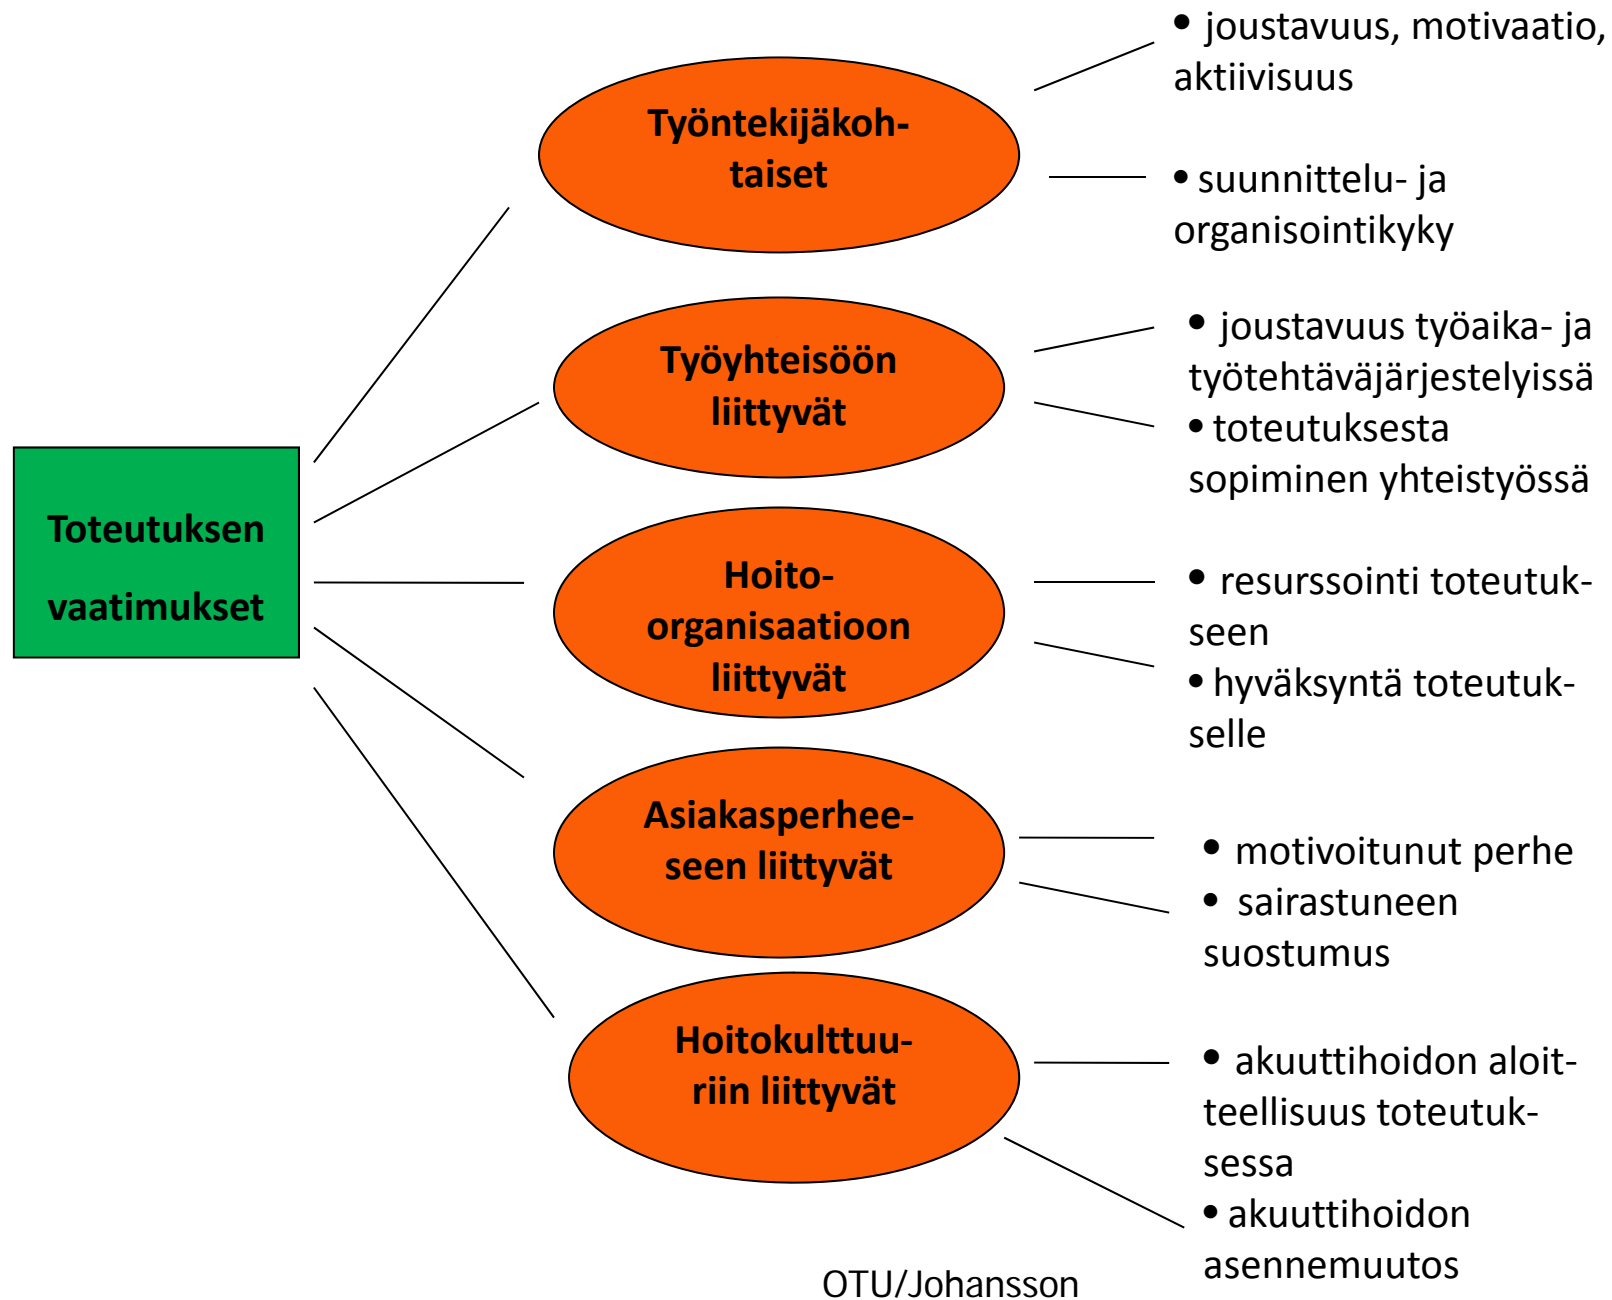 Toteutuksen
vaatimukset
Työntekijäkoh-
taiset
• joustavuus, motivaatio,
aktiivisuus
• suunnittelu- ja
organisointikyky
Työyhteisöön
liittyvät
• joustavuus työaika- ja
työtehtäväjärjestelyissä
• toteutuksesta
sopiminen yhteistyössä
Hoito-
organisaatioon
liittyvät
• resurssointi toteutuk-
seen
• hyväksyntä toteutuk-
selle
Asiakasperhee-
seen liittyvät
• motivoitunut perhe
• sairastuneen
suostumus
Hoitokulttuu-
riin liittyvät
• akuuttihoidon aloit-
teellisuus toteutuk-
sessa
• akuuttihoidon
asennemuutos
OTU/Johansson